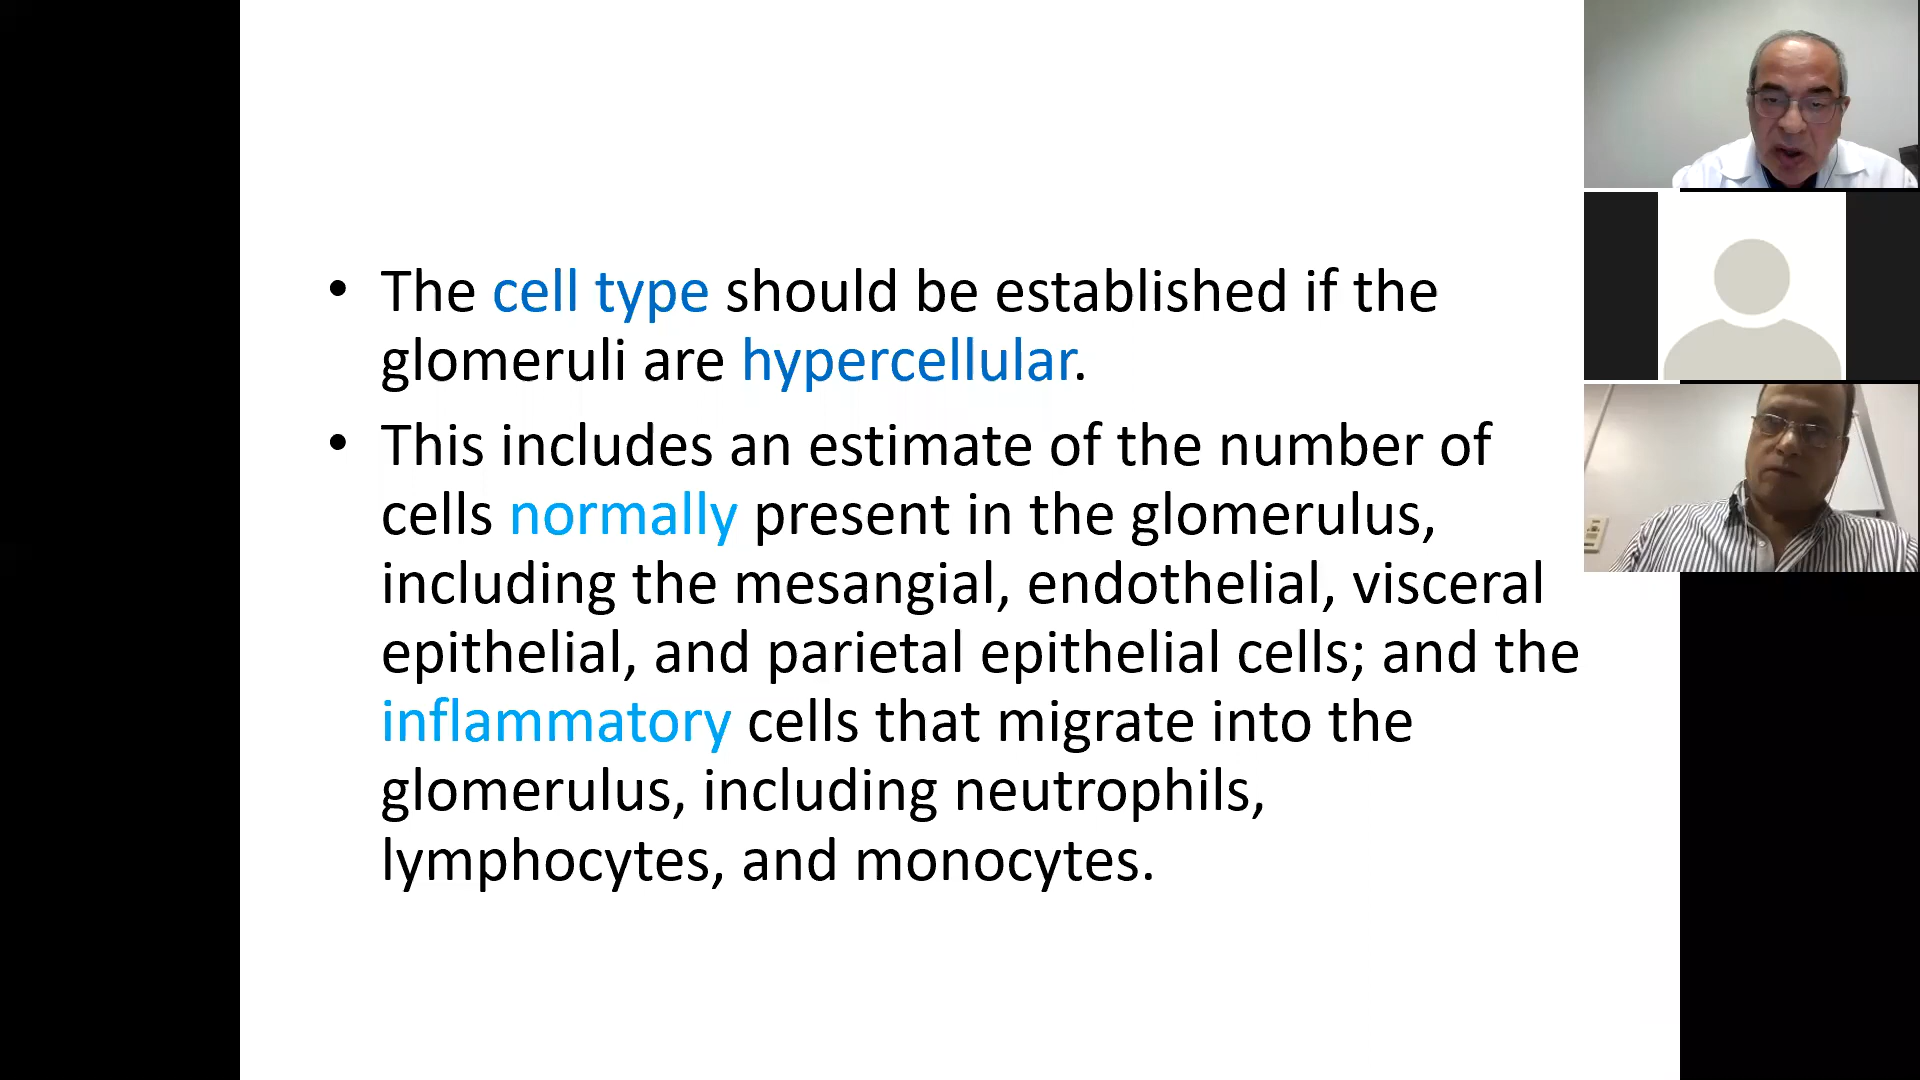 • The cell type should be established if the
glomeruli are hypercellular.
• This includes an estimate of the number of
cells normally present in the glomerulus,
including the mesangial, endothelial, visceral
epithelial, and parietal epithelial cells; and the
inflammatory cells that migrate into the
glomerulus, including neutrophils,
lymphocytes, and monocytes.